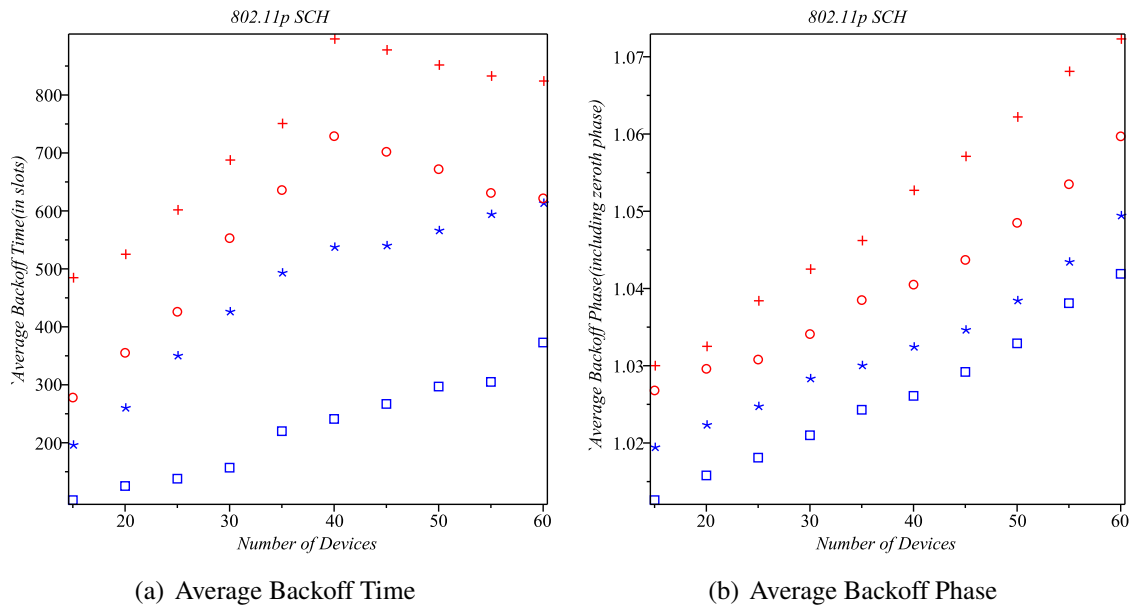 802.11p SCH
`Average Backoff Time(in slots)
800
700
600
500
400
300
200
20 30 40 50 60
Number of Devices
(a) Average Backoff Time
802.11p SCH
`Average Backoff Phase(including zeroth phase)
1.07
1.06
1.05
1.04
1.03
1.02
20 30 40 50 60
Number of Devices
(b) Average Backoff Phase